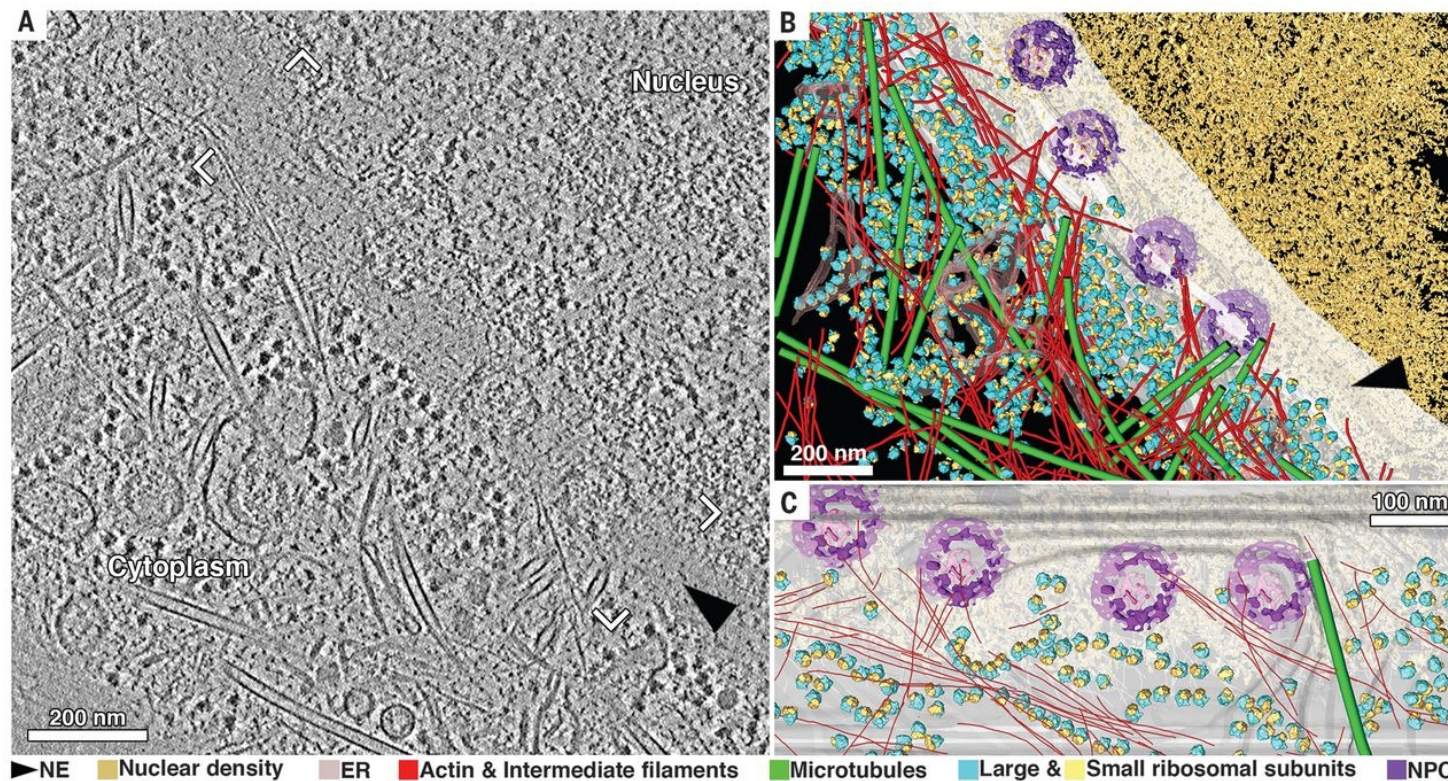 A
Nucleus
Cytoplasm
200 nm
B
200 nm
C
100 nm
NE Nuclear density ER Actin & Intermediate filaments Microtubules Large & Small ribosomal subunits NPC